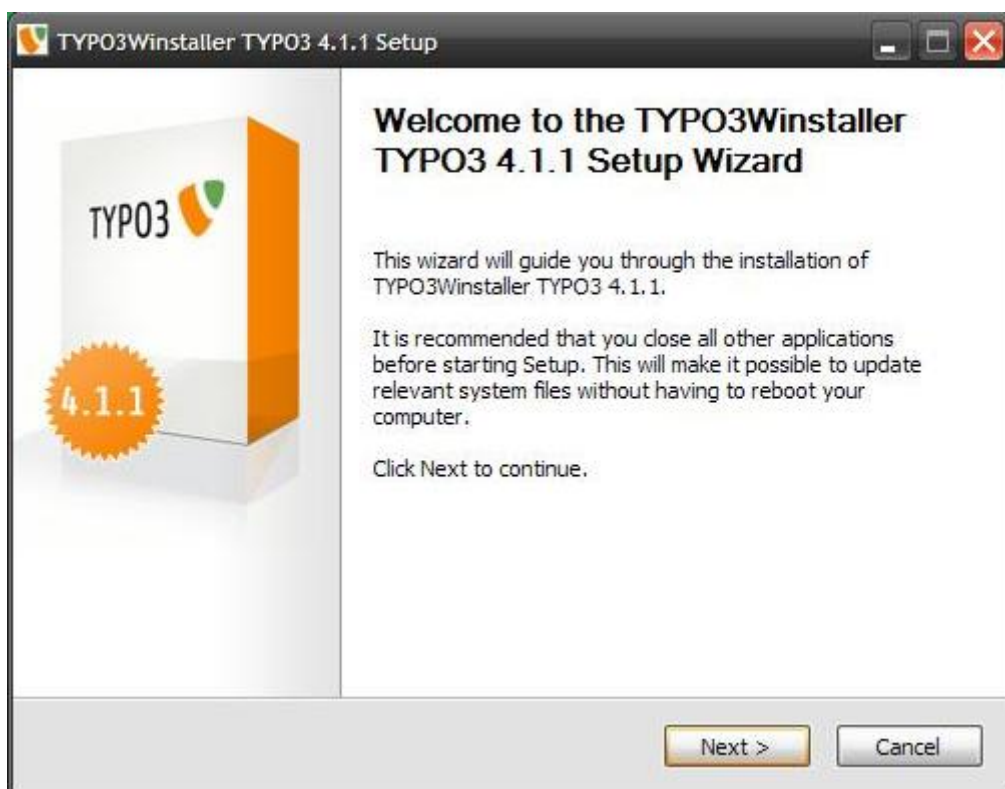 TYPO3Winstaller TYPO3 4.1.1 Setup
TYPO3
4.1.1
Welcome to the TYPO3Winstaller
TYPO3 4.1.1 Setup Wizard
This wizard will guide you through the installation of
TYPO3Winstaller TYPO3 4.1.1.
It is recommended that you close all other applications
before starting Setup. This will make it possible to update
relevant system files without having to reboot your
computer.
Click Next to continue.
Next >
Cancel